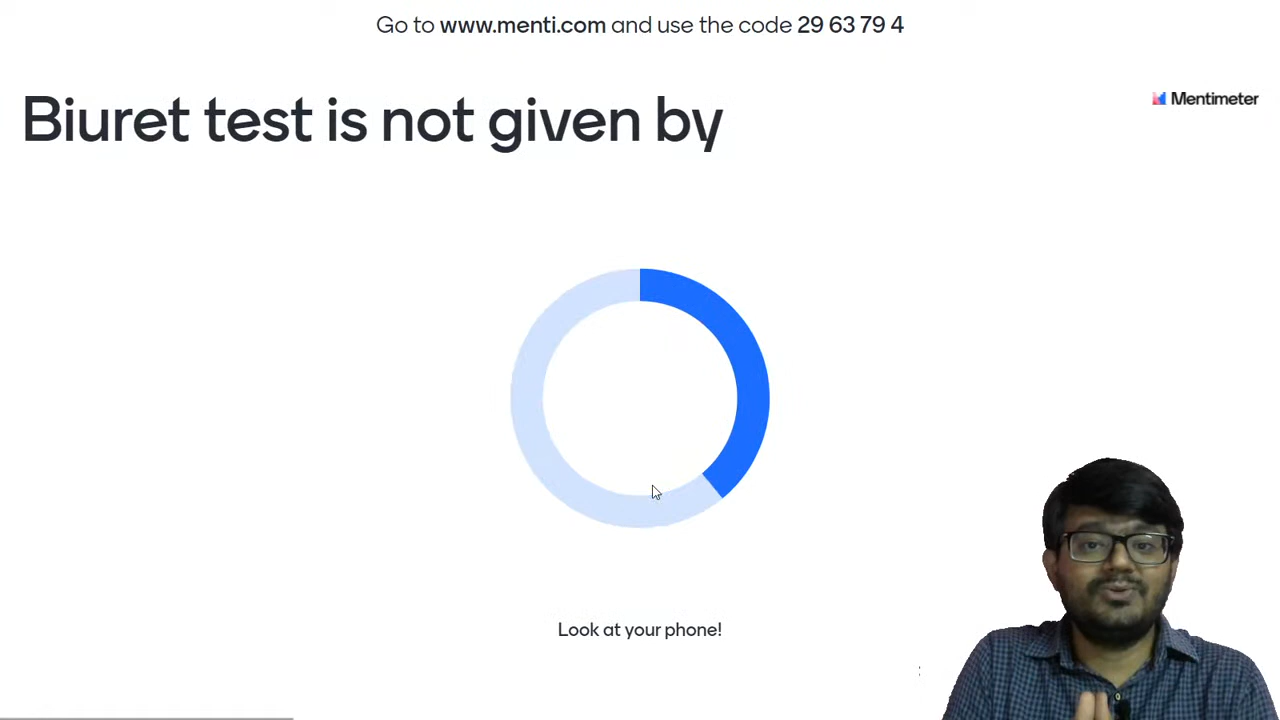 Go to www.menti.com and use the code 29 63 79 4
Mentimeter
Biuret test is not given by
Look at your phone!